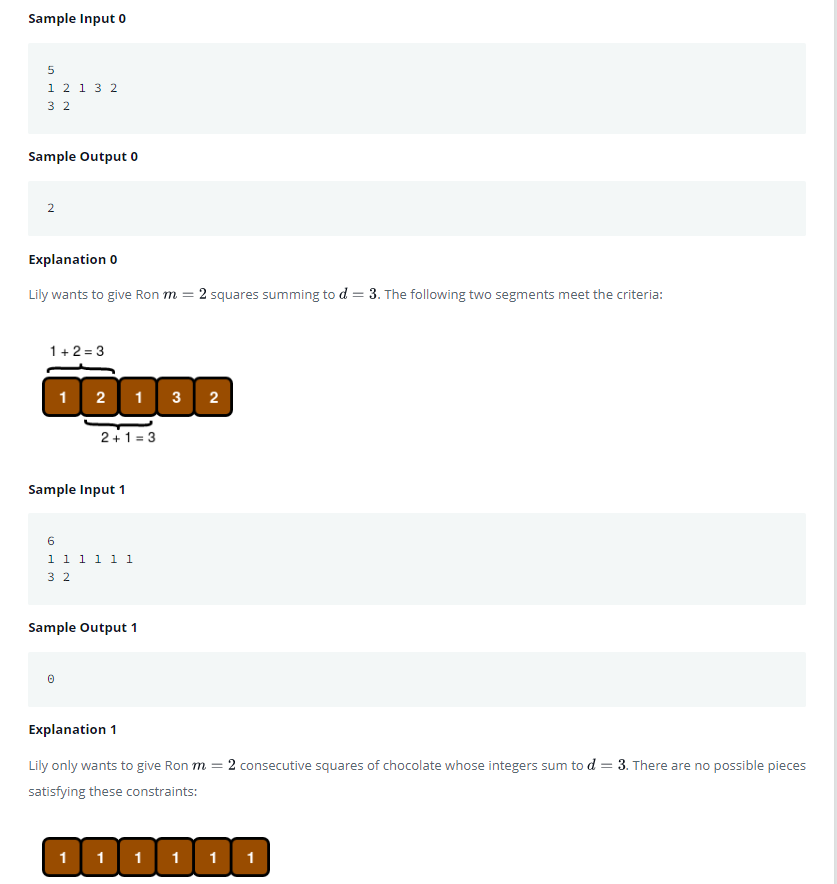 Sample Input 0
5
1 2 1 3 2
3 2
Sample Output 0
2
Explanation 0
Lily wants to give Ron m = 2 squares summing to d = 3. The following two segments meet the criteria:
1 + 2 = 3
1 2 1 3 2
2 + 1 = 3
Sample Input 1
6
1 1 1 1 1 1
3 2
Sample Output 1
0
Explanation 1
Lily only wants to give Ron m = 2 consecutive squares of chocolate whose integers sum to d = 3. There are no possible pieces
satisfying these constraints:
1 1 1 1 1 1